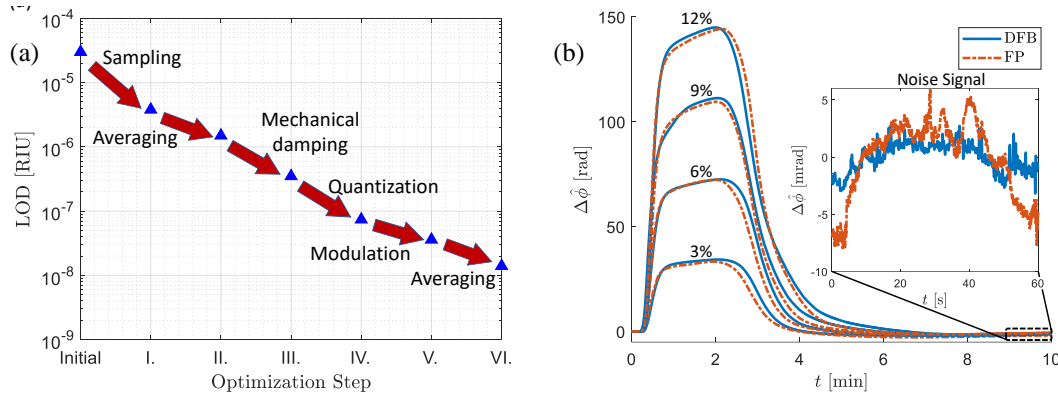 (a)
10^-4
10^-5
10^-6
10^-7
10^-8
10^-9
LOD [RIU]
Sampling
Averaging
Mechanical
damping
Quantization
Modulation
Averaging
Initial I. II. III. IV. V. VI.
Optimization Step
(b)
150
100
50
0
Δφ̂ [rad]
12%
9%
6%
3%
0 2 4 6 8 10
t [min]
DFB
FP
Noise Signal
5
0
-5
-10
Δφ̂ [mrad]
0 20 40 60
t [s]